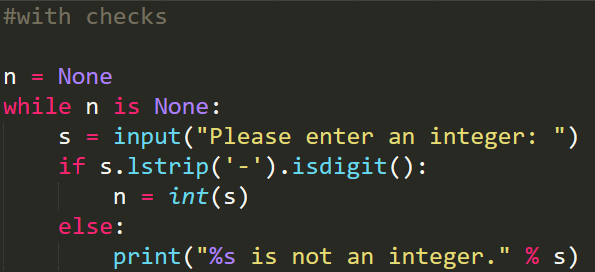 #with checks
n = None
while n is None:
    s = input("Please enter an integer: ")
    if s.lstrip('-').isdigit():
        n = int(s)
    else:
        print("%s is not an integer." % s)